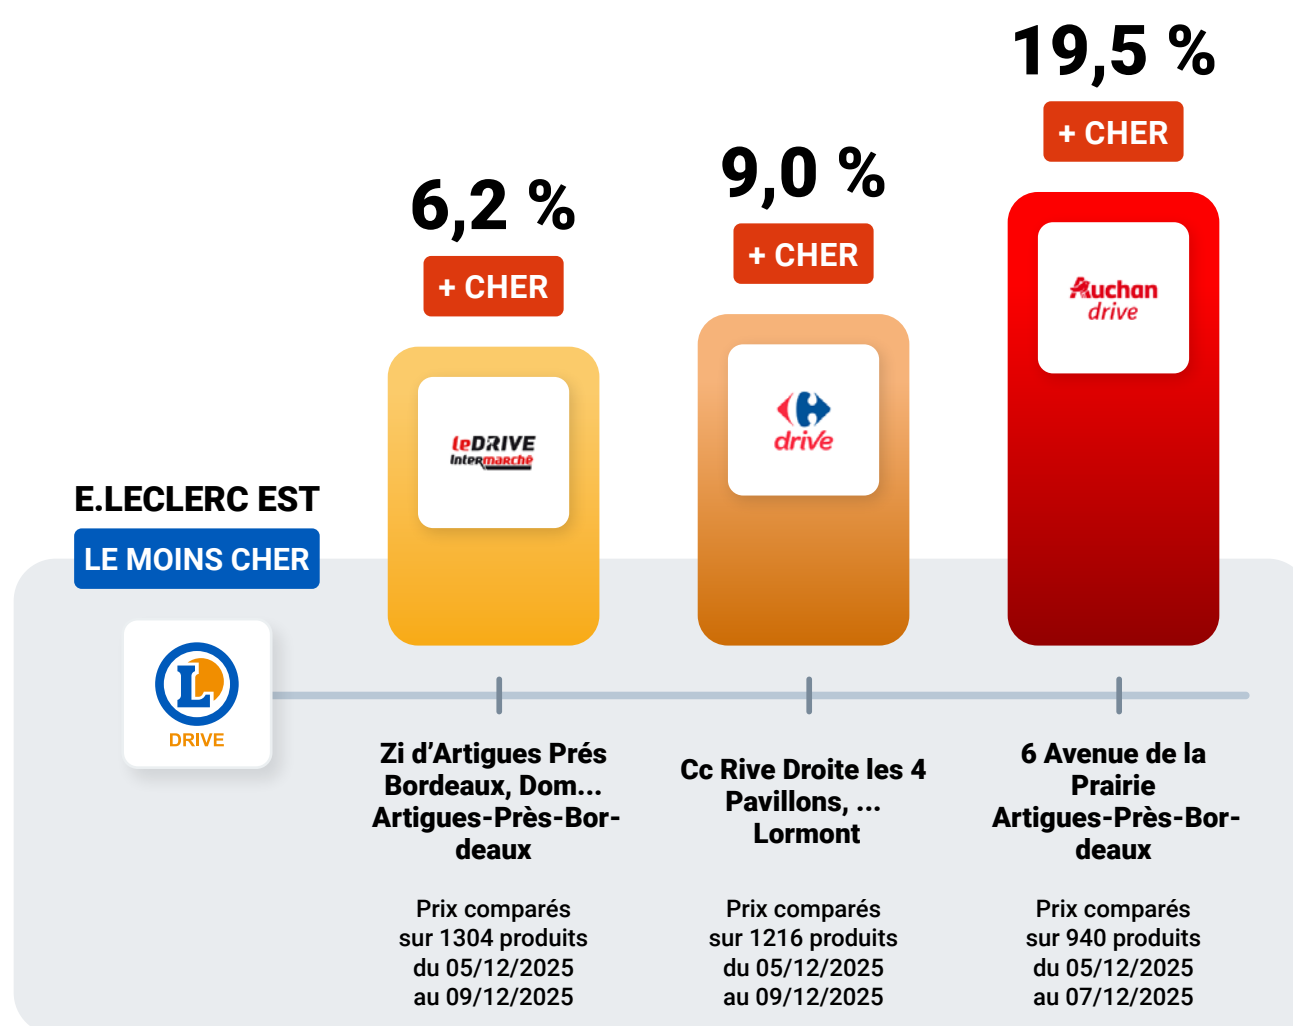 19,5 %
+ CHER
9,0 %
+ CHER
6,2 %
+ CHER
Auchan
drive
drive
leDRIVE
Intermarché
E.LECLERC EST
LE MOINS CHER
L
DRIVE
Zi d’Artigues Prés
Bordeaux, Dom...
Artigues-Près-Bor-
deaux
Prix comparés
sur 1304 produits
du 05/12/2025
au 09/12/2025
Cc Rive Droite les 4
Pavillons, ...
Lormont
Prix comparés
sur 1216 produits
du 05/12/2025
au 09/12/2025
6 Avenue de la
Prairie
Artigues-Près-Bor-
deaux
Prix comparés
sur 940 produits
du 05/12/2025
au 07/12/2025